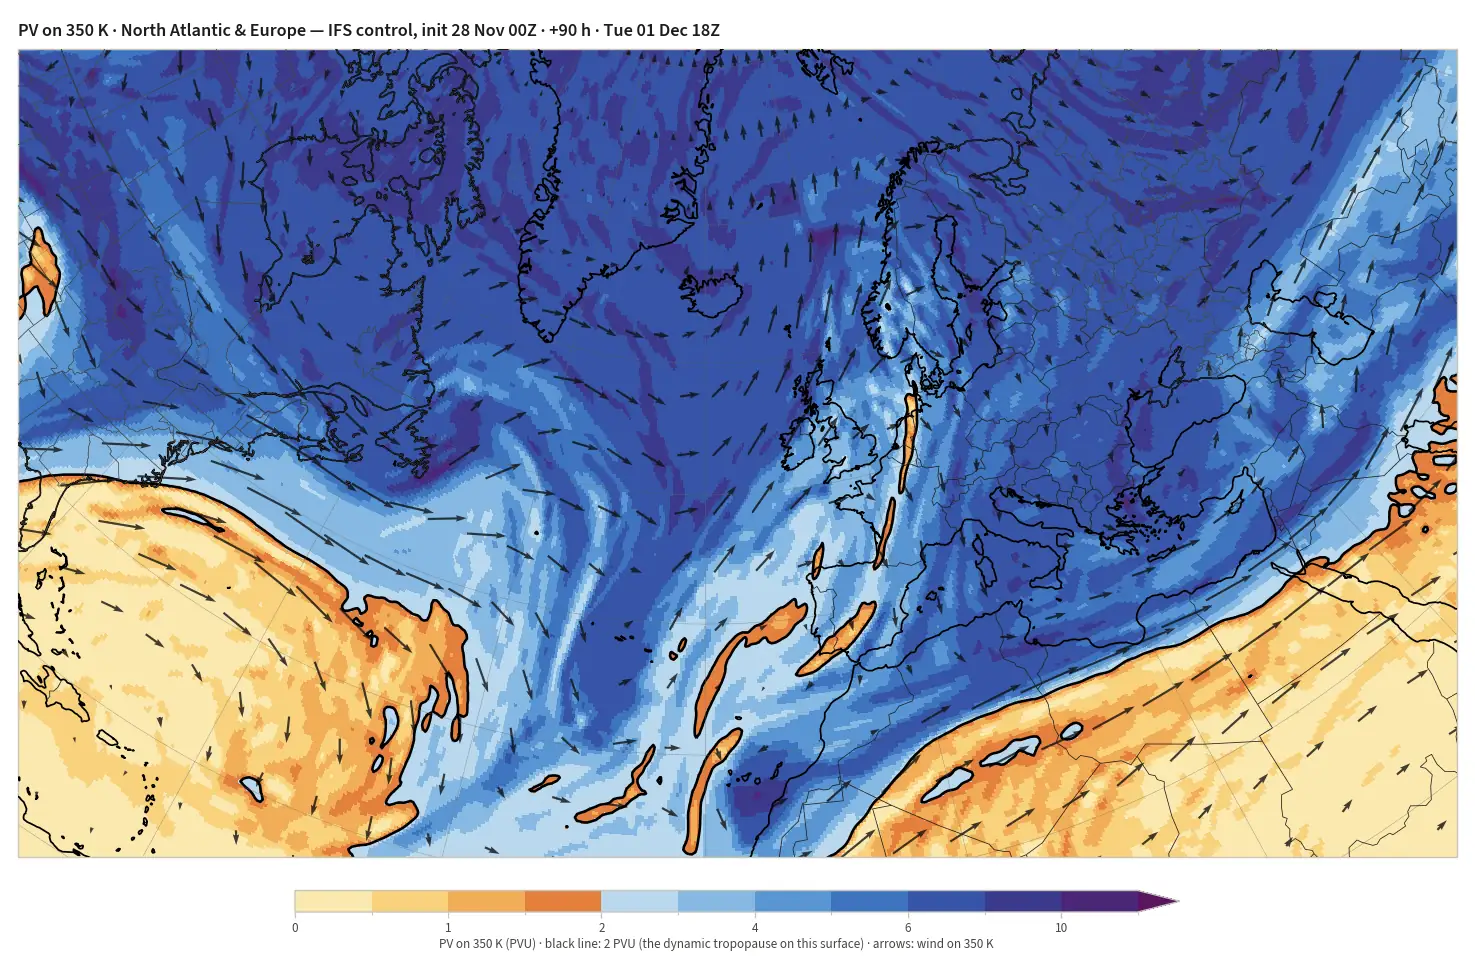 PV on 350 K · North Atlantic & Europe — IFS control, init 28 Nov 00Z · +90 h · Tue 01 Dec 18Z
0 1 2 4 6 10
PV on 350 K (PVU) · black line: 2 PVU (the dynamic tropopause on this surface) · arrows: wind on 350 K